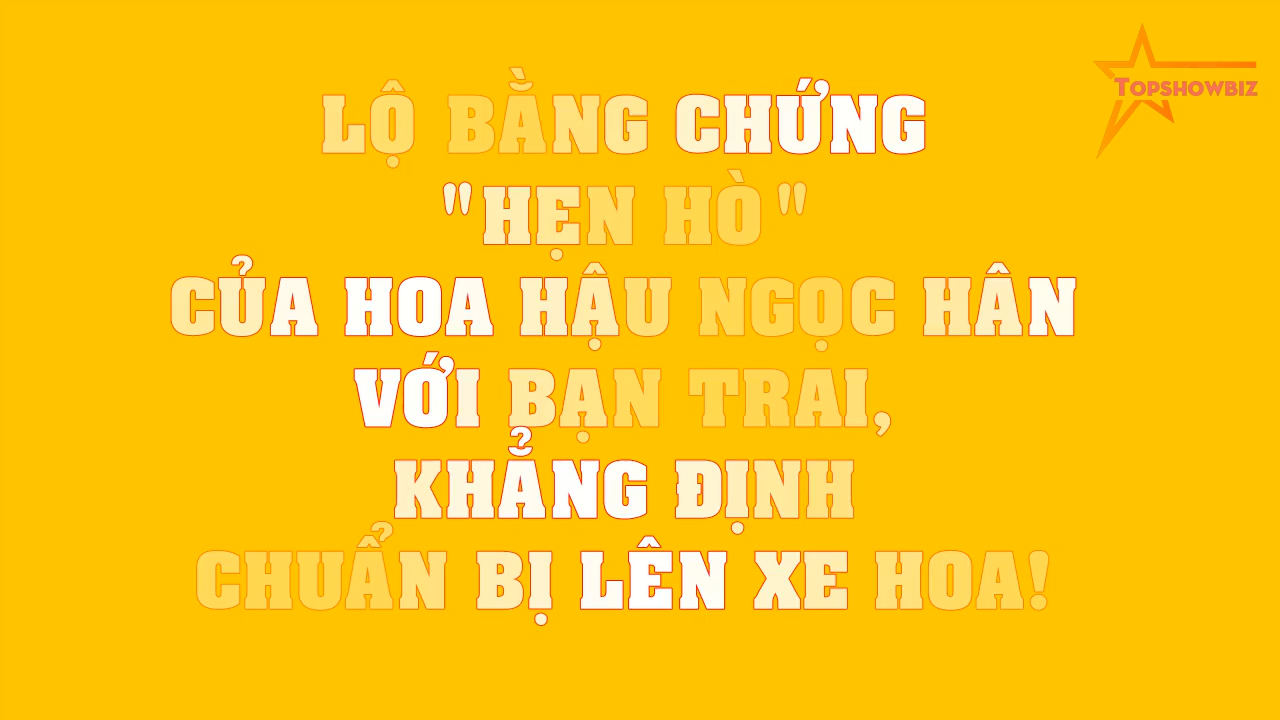 TOPSHOWBIZ
LỘ BẰNG CHỨNG
"HẸN HÒ"
CỦA HOA HẬU NGỌC HÂN
VỚI BẠN TRAI,
KHẲNG ĐỊNH
CHUẨN BỊ LÊN XE HOA!